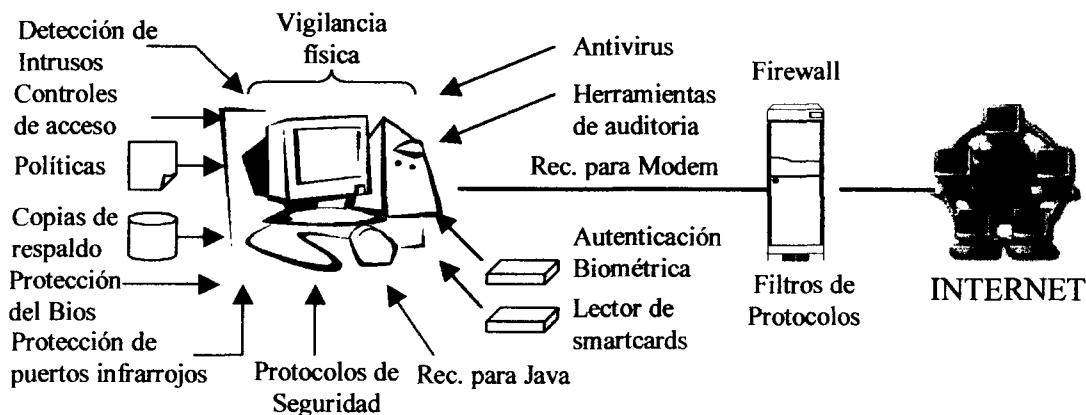 Detección de
Intrusos
Controles
de acceso
Políticas
Copias de
respaldo
Protección
del Bios
Protección de
puertos infrarrojos
Vigilancia
física
Protocolos de
Seguridad
Rec. para Java
Antivirus
Herramientas
de auditoria
Rec. para Modem
Autenticación
Biométrica
Lector de
smartcards
Firewall
Filtros de
Protocolos
INTERNET